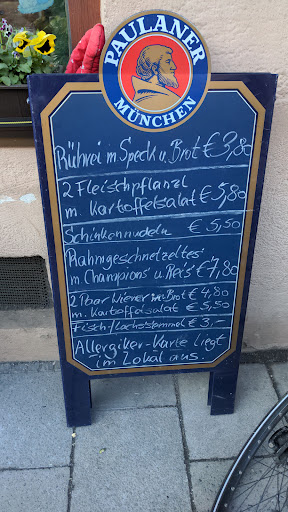 PAULANER
MÜNCHEN
Rührei m. Speck u. Brot € 3,80
2 Fleischpflanzl
m. Kartoffelsalat € 5,80
Schinkennudeln € 5,50
Rahmgeschnetzeltes
m. Champions u Reis € 7,80
2 Paar Wiener m. Brot € 4,80
m. Kartoffelsalat € 5,50
Fisch-/Lachssemmel € 3,-
Allergiker-Karte liegt
im Lokal aus.